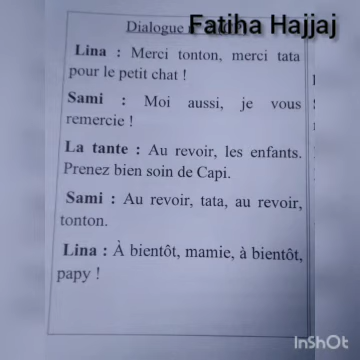 Dialogue
Fatiha Hajjaj
Lina : Merci tonton, merci tata
pour le petit chat !
Sami : Moi aussi, je vous
remercie !
La tante : Au revoir, les enfants.
Prenez bien soin de Capi.
Sami : Au revoir, tata, au revoir,
tonton.
Lina : À bientôt, mamie, à bientôt,
papy !
InShOt